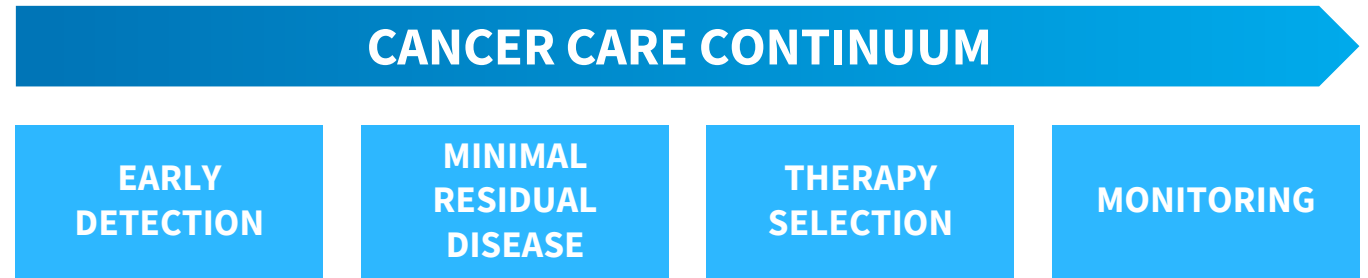 CANCER CARE CONTINUUM
EARLY
DETECTION
MINIMAL
RESIDUAL
DISEASE
THERAPY
SELECTION
MONITORING